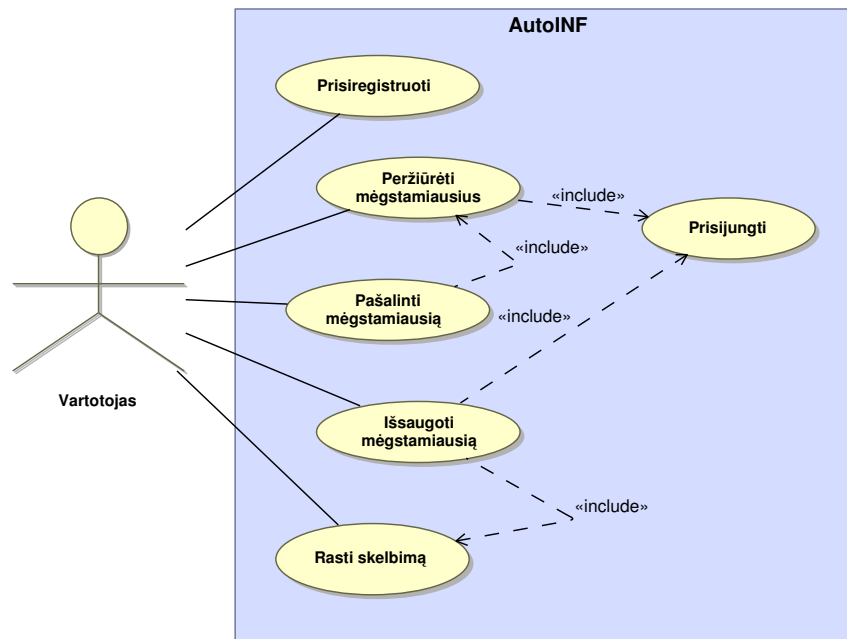 AutoINF
Prisiregistruoti
Peržiūrėti
mėgstamiausius
«include»
Prisijungti
«include»
Pašalinti
mėgstamiausią
«include»
Vartotojas
Išsaugoti
mėgstamiausią
«include»
Rasti skelbimą